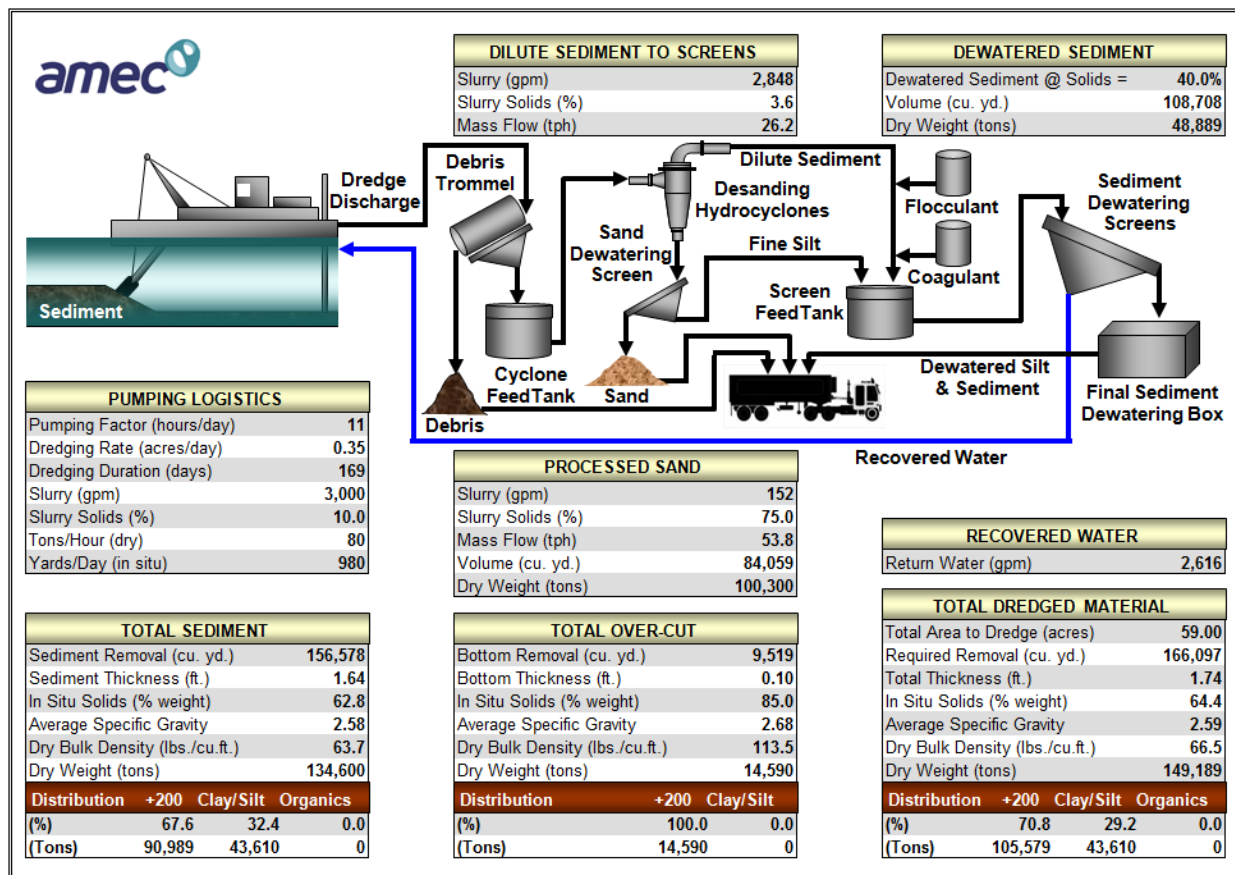 amec
DILUTE SEDIMENT TO SCREENS
Slurry (gpm) 2,848
Slurry Solids (%) 3.6
Mass Flow (tph) 26.2
DEWATERED SEDIMENT
Dewatered Sediment @ Solids = 40.0%
Volume (cu. yd.) 108,708
Dry Weight (tons) 48,889
Dredge
Discharge
Debris
Trommel
Dilute Sediment
Desanding
Hydrocyclones
Flocculant
Sediment
Dewatering
Screens
Sand
Dewatering
Screen
Fine Silt
Coagulant
Screen
Feed Tank
Sediment
Cyclone
Feed Tank
Debris
Sand
Dewatered Silt
& Sediment
Final Sediment
Dewatering Box
Recovered Water
PUMPING LOGISTICS
Pumping Factor (hours/day) 11
Dredging Rate (acres/day) 0.35
Dredging Duration (days) 169
Slurry (gpm) 3,000
Slurry Solids (%) 10.0
Tons/Hour (dry) 80
Yards/Day (in situ) 980
PROCESSED SAND
Slurry (gpm) 152
Slurry Solids (%) 75.0
Mass Flow (tph) 53.8
Volume (cu. yd.) 84,059
Dry Weight (tons) 100,300
RECOVERED WATER
Return Water (gpm) 2,616
TOTAL SEDIMENT
Sediment Removal (cu. yd.) 156,578
Sediment Thickness (ft.) 1.64
In Situ Solids (% weight) 62.8
Average Specific Gravity 2.58
Dry Bulk Density (lbs./cu.ft.) 63.7
Dry Weight (tons) 134,600
Distribution +200 Clay/Silt Organics
(%) 67.6 32.4 0.0
(Tons) 90,989 43,610 0
TOTAL OVER-CUT
Bottom Removal (cu. yd.) 9,519
Bottom Thickness (ft.) 0.10
In Situ Solids (% weight) 85.0
Average Specific Gravity 2.68
Dry Bulk Density (lbs./cu.ft.) 113.5
Dry Weight (tons) 14,590
Distribution +200 Clay/Silt
(%) 100.0 0.0
(Tons) 14,590 0
TOTAL DREDGED MATERIAL
Total Area to Dredge (acres) 59.00
Required Removal (cu. yd.) 166,097
Total Thickness (ft.) 1.74
In Situ Solids (% weight) 64.4
Average Specific Gravity 2.59
Dry Bulk Density (lbs./cu.ft.) 66.5
Dry Weight (tons) 149,189
Distribution +200 Clay/Silt Organics
(%) 70.8 29.2 0.0
(Tons) 105,579 43,610 0